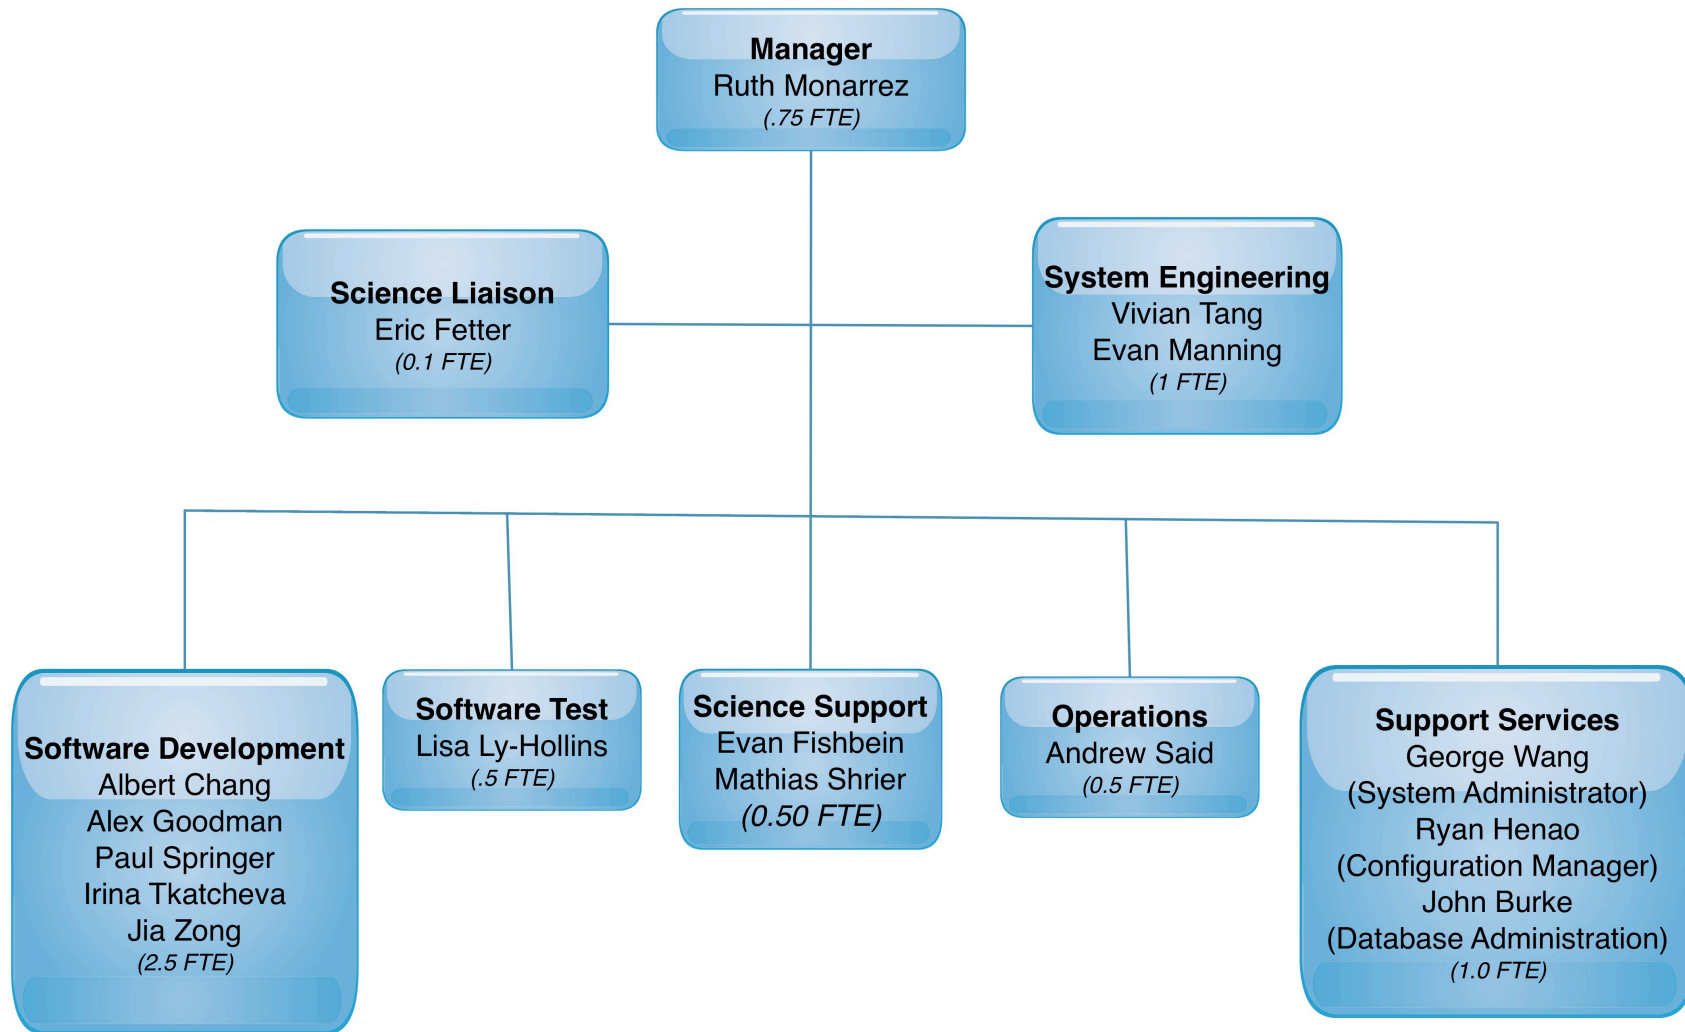 Manager
Ruth Monarrez
(.75 FTE)
Science Liaison
Eric Fetter
(0.1 FTE)
System Engineering
Vivian Tang
Evan Manning
(1 FTE)
Software Development
Albert Chang
Alex Goodman
Paul Springer
Irina Tkatcheva
Jia Zong
(2.5 FTE)
Software Test
Lisa Ly-Hollins
(.5 FTE)
Science Support
Evan Fishbein
Mathias Shrier
(0.50 FTE)
Operations
Andrew Said
(0.5 FTE)
Support Services
George Wang
(System Administrator)
Ryan Henao
(Configuration Manager)
John Burke
(Database Administration)
(1.0 FTE)